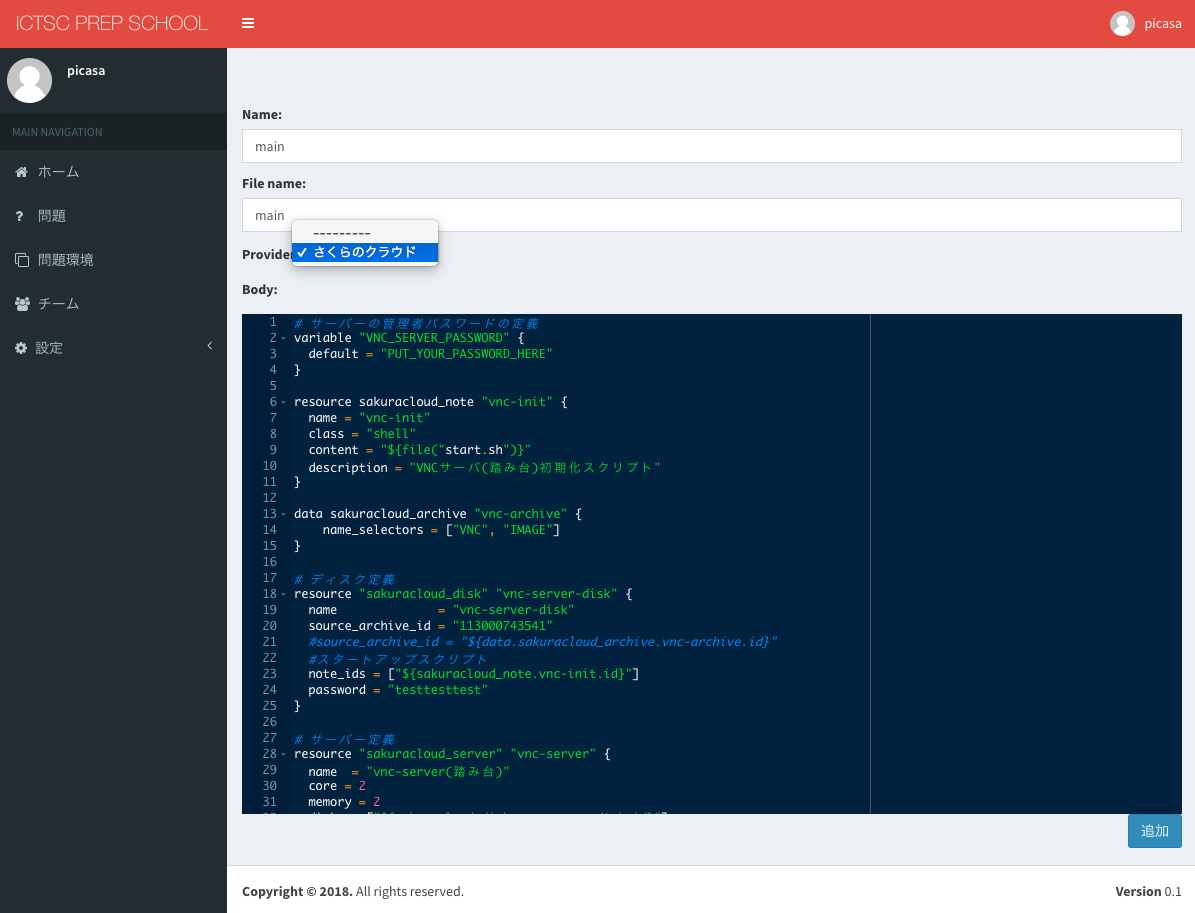 ICTSC PREP SCHOOL
picasa
picasa
MAIN NAVIGATION
ホーム
? 問題
問題環境
チーム
設定
Name:
main
File name:
main
---------
✓ さくらのクラウド
Provider
Body:
1 # サーバーの管理者パスワードの定義
2 variable "VNC_SERVER_PASSWORD" {
3   default = "PUT_YOUR_PASSWORD_HERE"
4 }
5
6 resource sakuracloud_note "vnc-init" {
7   name = "vnc-init"
8   class = "shell"
9   content = "${file("start.sh")}"
10   description = "VNCサーバ(踏み台)初期化スクリプト"
11 }
12
13 data sakuracloud_archive "vnc-archive" {
14     name_selectors = ["VNC", "IMAGE"]
15 }
16
17 # ディスク定義
18 resource "sakuracloud_disk" "vnc-server-disk" {
19   name              = "vnc-server-disk"
20   source_archive_id = "113000743541"
21   #source_archive_id = "${data.sakuracloud_archive.vnc-archive.id}"
22   #スタートアップスクリプト
23   note_ids = ["${sakuracloud_note.vnc-init.id}"]
24   password = "testtesttest"
25 }
26
27 # サーバー定義
28 resource "sakuracloud_server" "vnc-server" {
29   name  = "vnc-server(踏み台)"
30   core = 2
31   memory = 2
追加
Copyright © 2018. All rights reserved.
Version 0.1